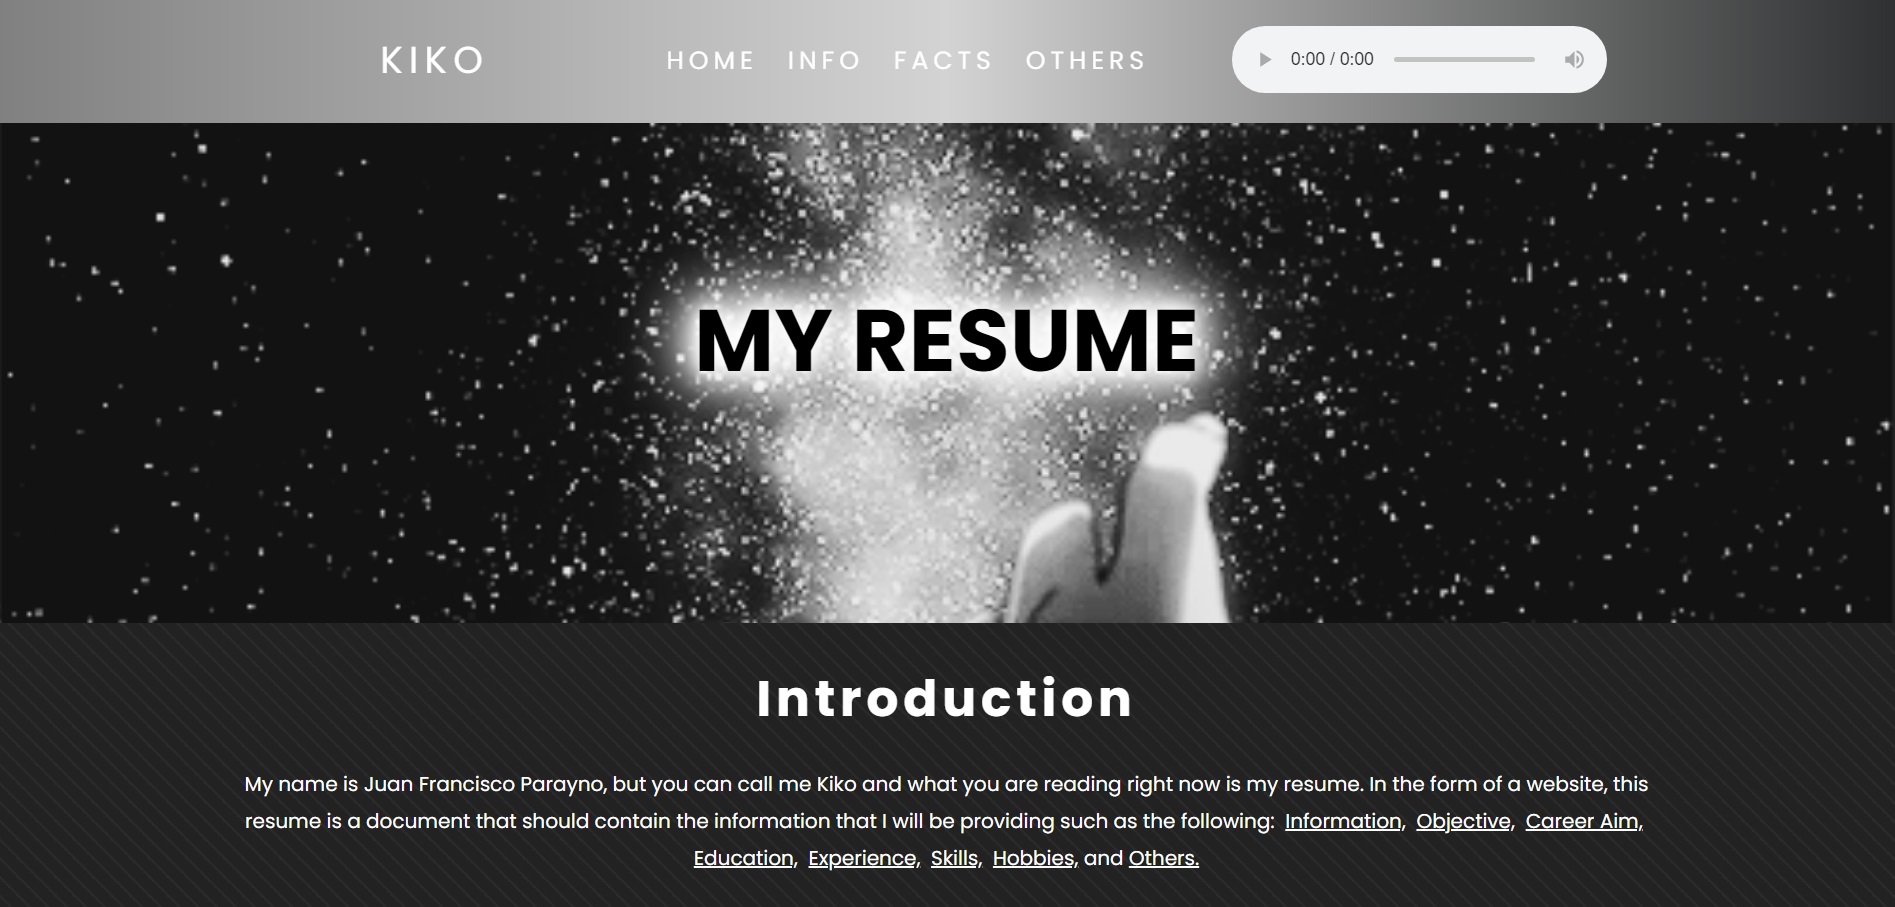 KIKO HOME INFO FACTS OTHERS 0:00 / 0:00
MY RESUME
Introduction
My name is Juan Francisco Parayno, but you can call me Kiko and what you are reading right now is my resume. In the form of a website, this
resume is a document that should contain the information that I will be providing such as the following: Information, Objective, Career Aim,
Education, Experience, Skills, Hobbies, and Others.